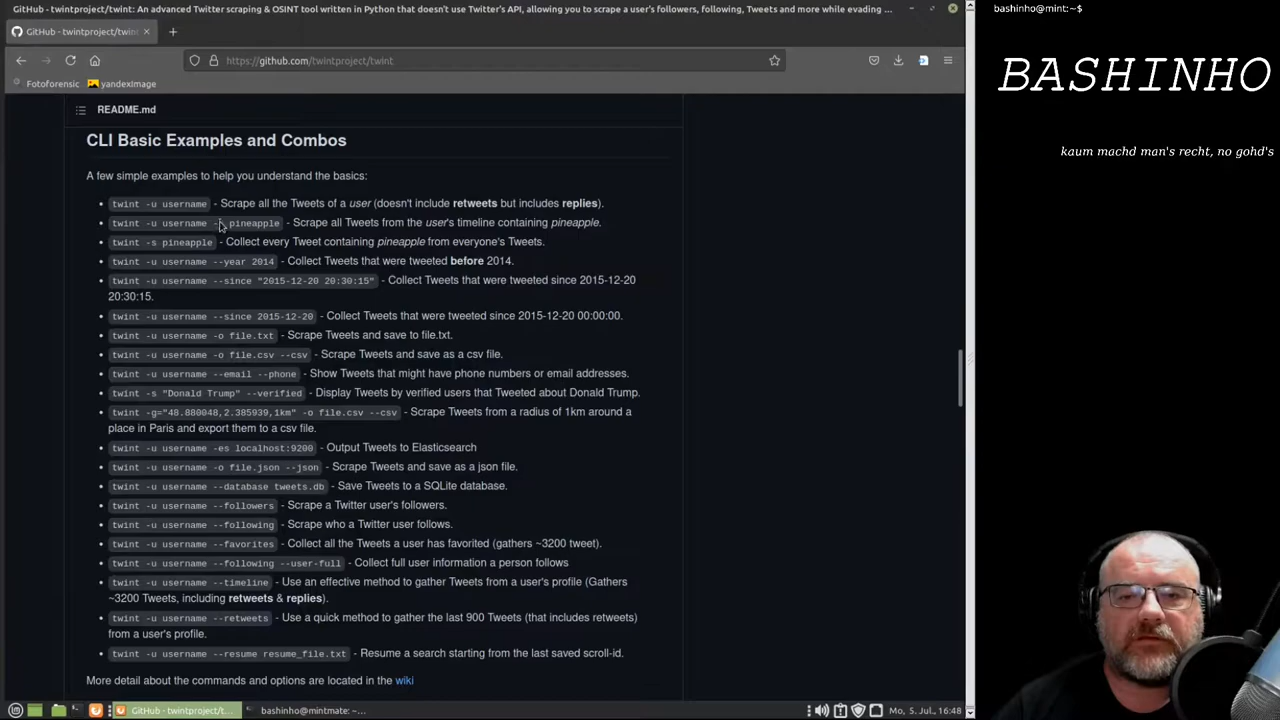 GitHub - twintproject/twint: An advanced Twitter scraping & OSINT tool written in Python that doesn't use Twitter's API, allowing you to scrape a user's followers, following, Tweets and more while evading ...
GitHub - twintproject/twin
https://github.com/twintproject/twint
Fotoforensic
yandeximage
README.md
CLI Basic Examples and Combos
A few simple examples to help you understand the basics:
• twint -u username - Scrape all the Tweets of a user (doesn't include retweets but includes replies).
• twint -u username pineapple - Scrape all Tweets from the user's timeline containing pineapple.
• twint -s pineapple - Collect every Tweet containing pineapple from everyone's Tweets.
• twint -u username --year 2014 - Collect Tweets that were tweeted before 2014.
• twint -u username --since "2015-12-20 20:30:15" - Collect Tweets that were tweeted since 2015-12-20
20:30:15.
• twint -u username --since 2015-12-20 - Collect Tweets that were tweeted since 2015-12-20 00:00:00.
• twint -u username -o file.txt - Scrape Tweets and save to file.txt.
• twint -u username -o file.csv --csv - Scrape Tweets and save as a csv file.
• twint -u username --email --phone - Show Tweets that might have phone numbers or email addresses.
• twint -s "Donald Trump" --verified - Display Tweets by verified users that Tweeted about Donald Trump.
• twint -g="48.880048,2.385939,1km" -o file.csv --csv - Scrape Tweets from a radius of 1km around a
place in Paris and export them to a csv file.
• twint -u username -es localhost:9200 - Output Tweets to Elasticsearch
• twint -u username -o file.json --json - Scrape Tweets and save as a json file.
• twint -u username --database tweets.db - Save Tweets to a SQLite database.
• twint -u username --followers - Scrape a Twitter user's followers.
• twint -u username --following - Scrape who a Twitter user follows.
• twint -u username --favorites - Collect all the Tweets a user has favorited (gathers ~3200 tweet).
• twint -u username --following --user-full - Collect full user information a person follows
• twint -u username --timeline - Use an effective method to gather Tweets from a user's profile (Gathers
~3200 Tweets, including retweets & replies).
• twint -u username --retweets - Use a quick method to gather the last 900 Tweets (that includes retweets)
from a user's profile.
• twint -u username --resume resume_file.txt - Resume a search starting from the last saved scroll-id.
More detail about the commands and options are located in the wiki
GitHub - twintproject/t...
bashinho@mintmate: ~...
Mo, 5. Jul., 16:48
bashinho@mint:~$
BASHINHO
kaum machd man's recht, no gohd's